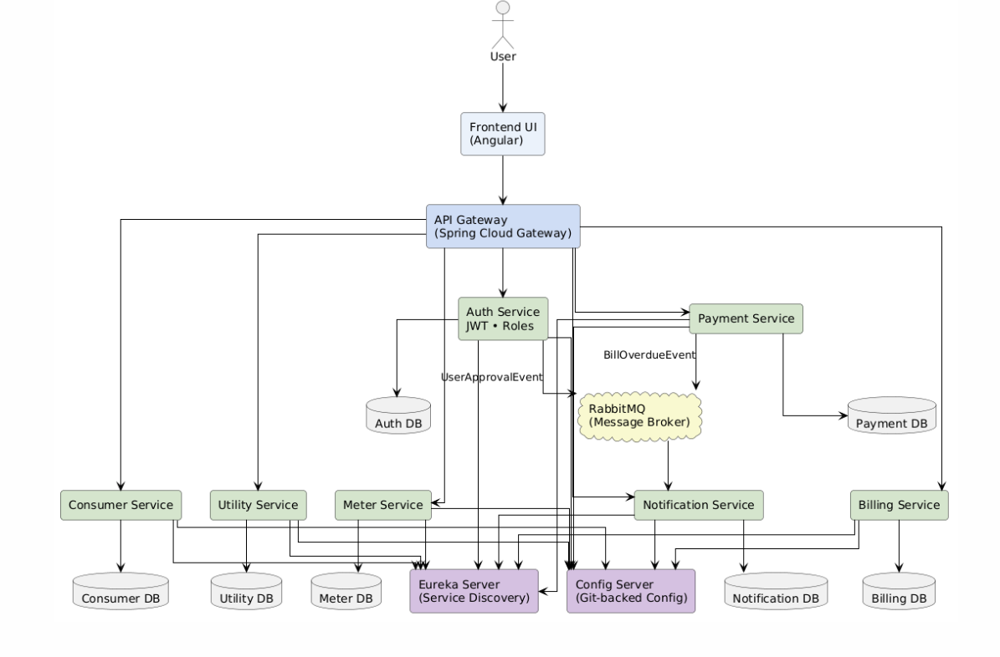 User
Frontend UI
(Angular)
API Gateway
(Spring Cloud Gateway)
Auth Service
JWT • Roles
Payment Service
BillOverdueEvent
UserApprovalEvent
Auth DB
RabbitMQ
(Message Broker)
Payment DB
Consumer Service
Utility Service
Meter Service
Notification Service
Billing Service
Consumer DB
Utility DB
Meter DB
Eureka Server
(Service Discovery)
Config Server
(Git-backed Config)
Notification DB
Billing DB